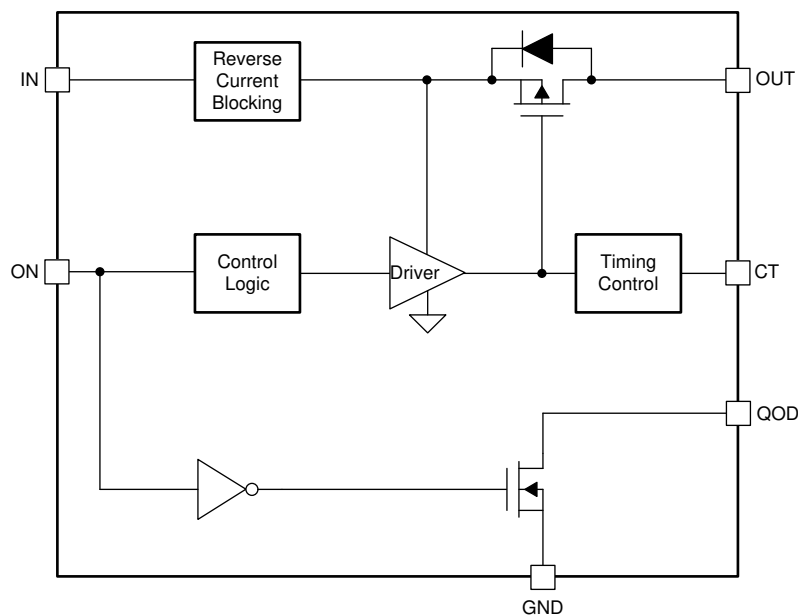 Reverse
Current
Blocking
IN
OUT
ON
Control
Logic
Driver
Timing
Control
CT
QOD
GND